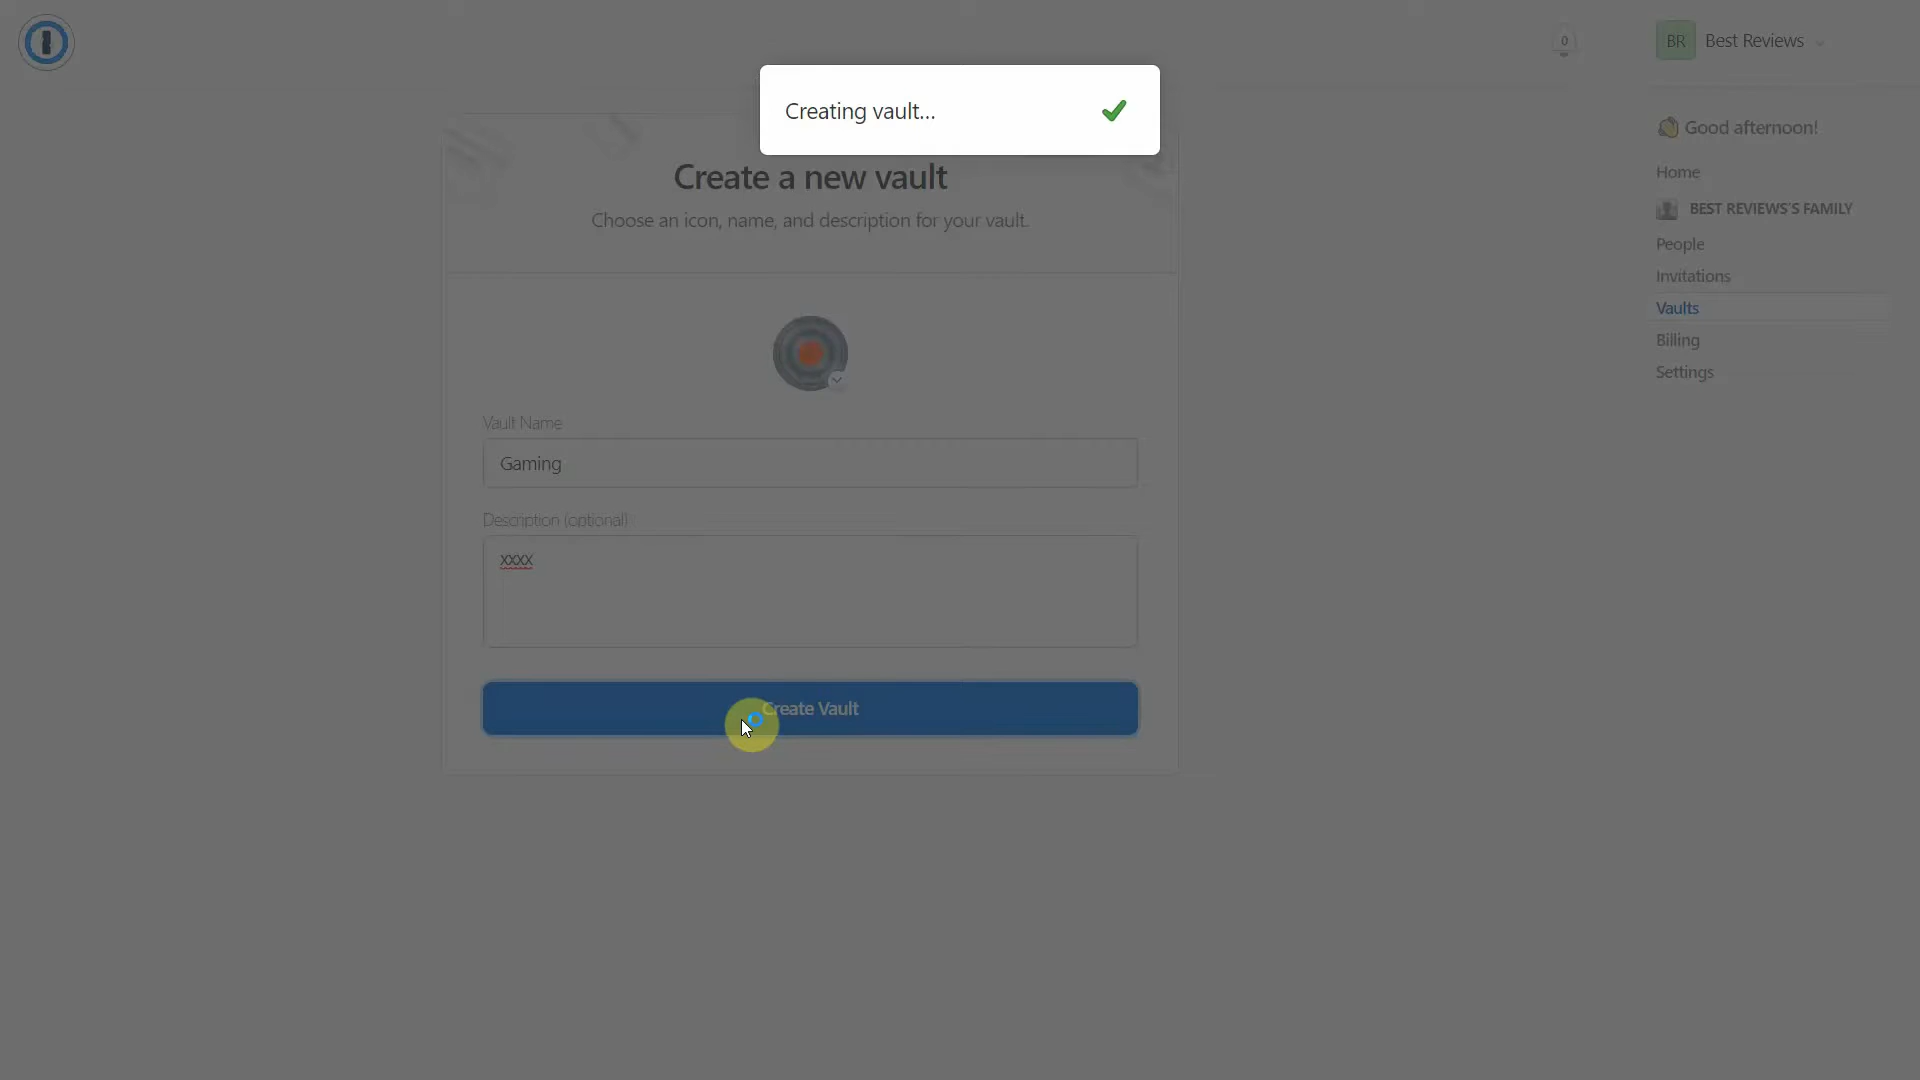 0
BR Best Reviews
Creating vault...
Good afternoon!
Create a new vault
Choose an icon, name, and description for your vault.
Home
BEST REVIEWS'S FAMILY
People
Invitations
Vaults
Billing
Settings
Vault Name
Gaming
Description (optional)
xxxx
Create Vault